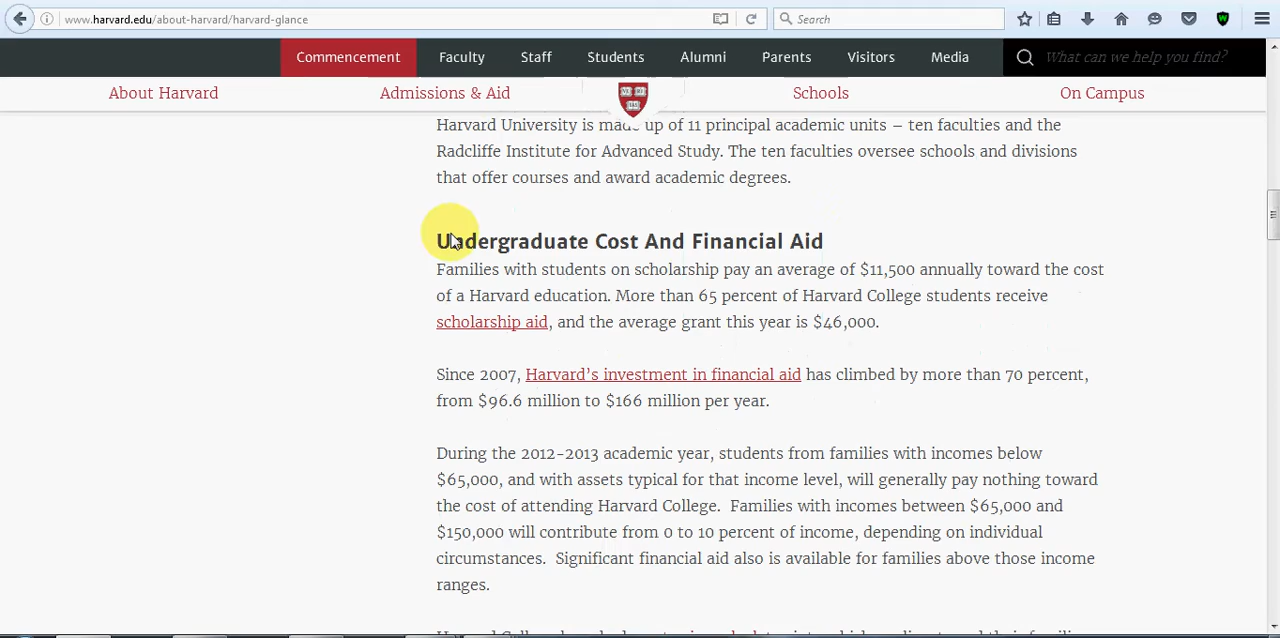 www.harvard.edu/about-harvard/harvard-glance
Search
Commencement
Faculty
Staff
Students
Alumni
Parents
Visitors
Media
What can we help you find?
About Harvard
Admissions & Aid
Schools
On Campus
Harvard University is made up of 11 principal academic units – ten faculties and the
Radcliffe Institute for Advanced Study. The ten faculties oversee schools and divisions
that offer courses and award academic degrees.
Undergraduate Cost And Financial Aid
Families with students on scholarship pay an average of $11,500 annually toward the cost
of a Harvard education. More than 65 percent of Harvard College students receive
scholarship aid, and the average grant this year is $46,000.
Since 2007, Harvard's investment in financial aid has climbed by more than 70 percent,
from $96.6 million to $166 million per year.
During the 2012-2013 academic year, students from families with incomes below
$65,000, and with assets typical for that income level, will generally pay nothing toward
the cost of attending Harvard College.  Families with incomes between $65,000 and
$150,000 will contribute from 0 to 10 percent of income, depending on individual
circumstances.  Significant financial aid also is available for families above those income
ranges.